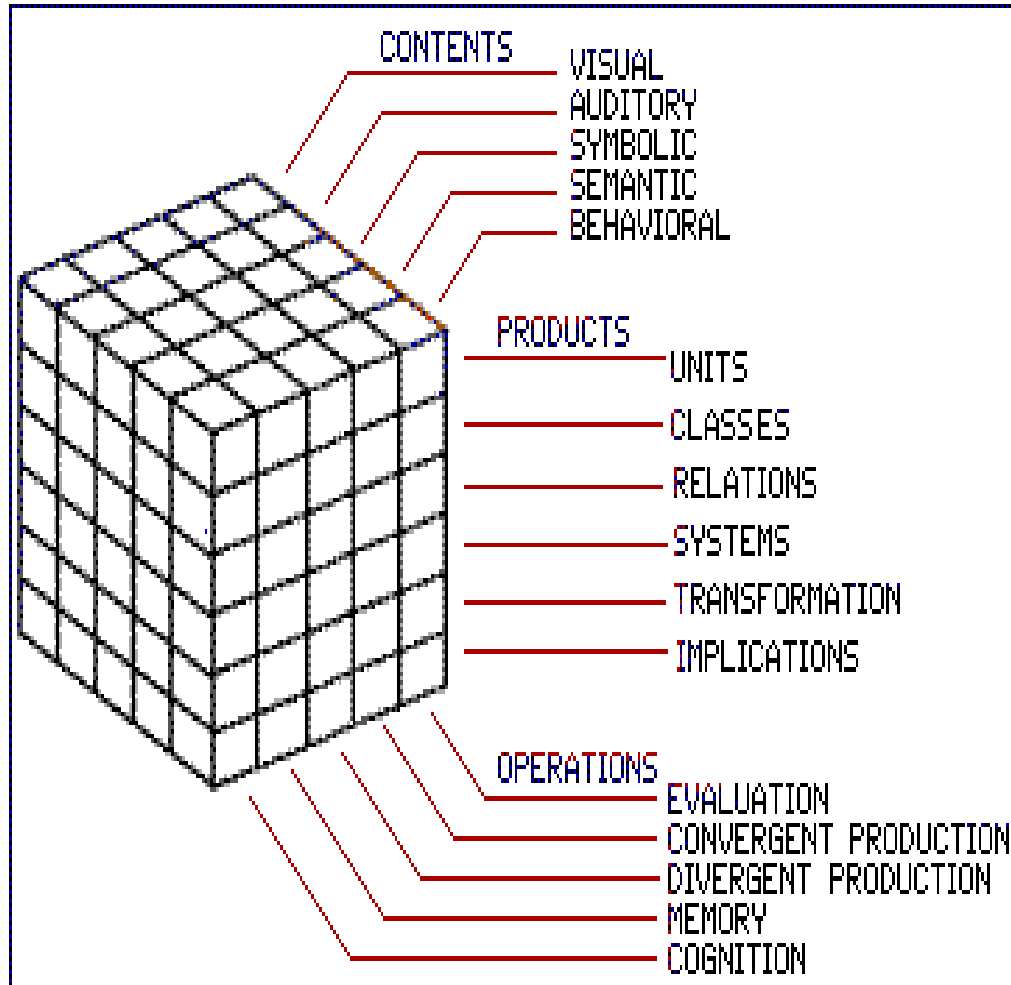 CONTENTS
VISUAL
AUDITORY
SYMBOLIC
SEMANTIC
BEHAVIORAL
PRODUCTS
UNITS
CLASSES
RELATIONS
SYSTEMS
TRANSFORMATION
IMPLICATIONS
OPERATIONS
EVALUATION
CONVERGENT PRODUCTION
DIVERGENT PRODUCTION
MEMORY
COGNITION